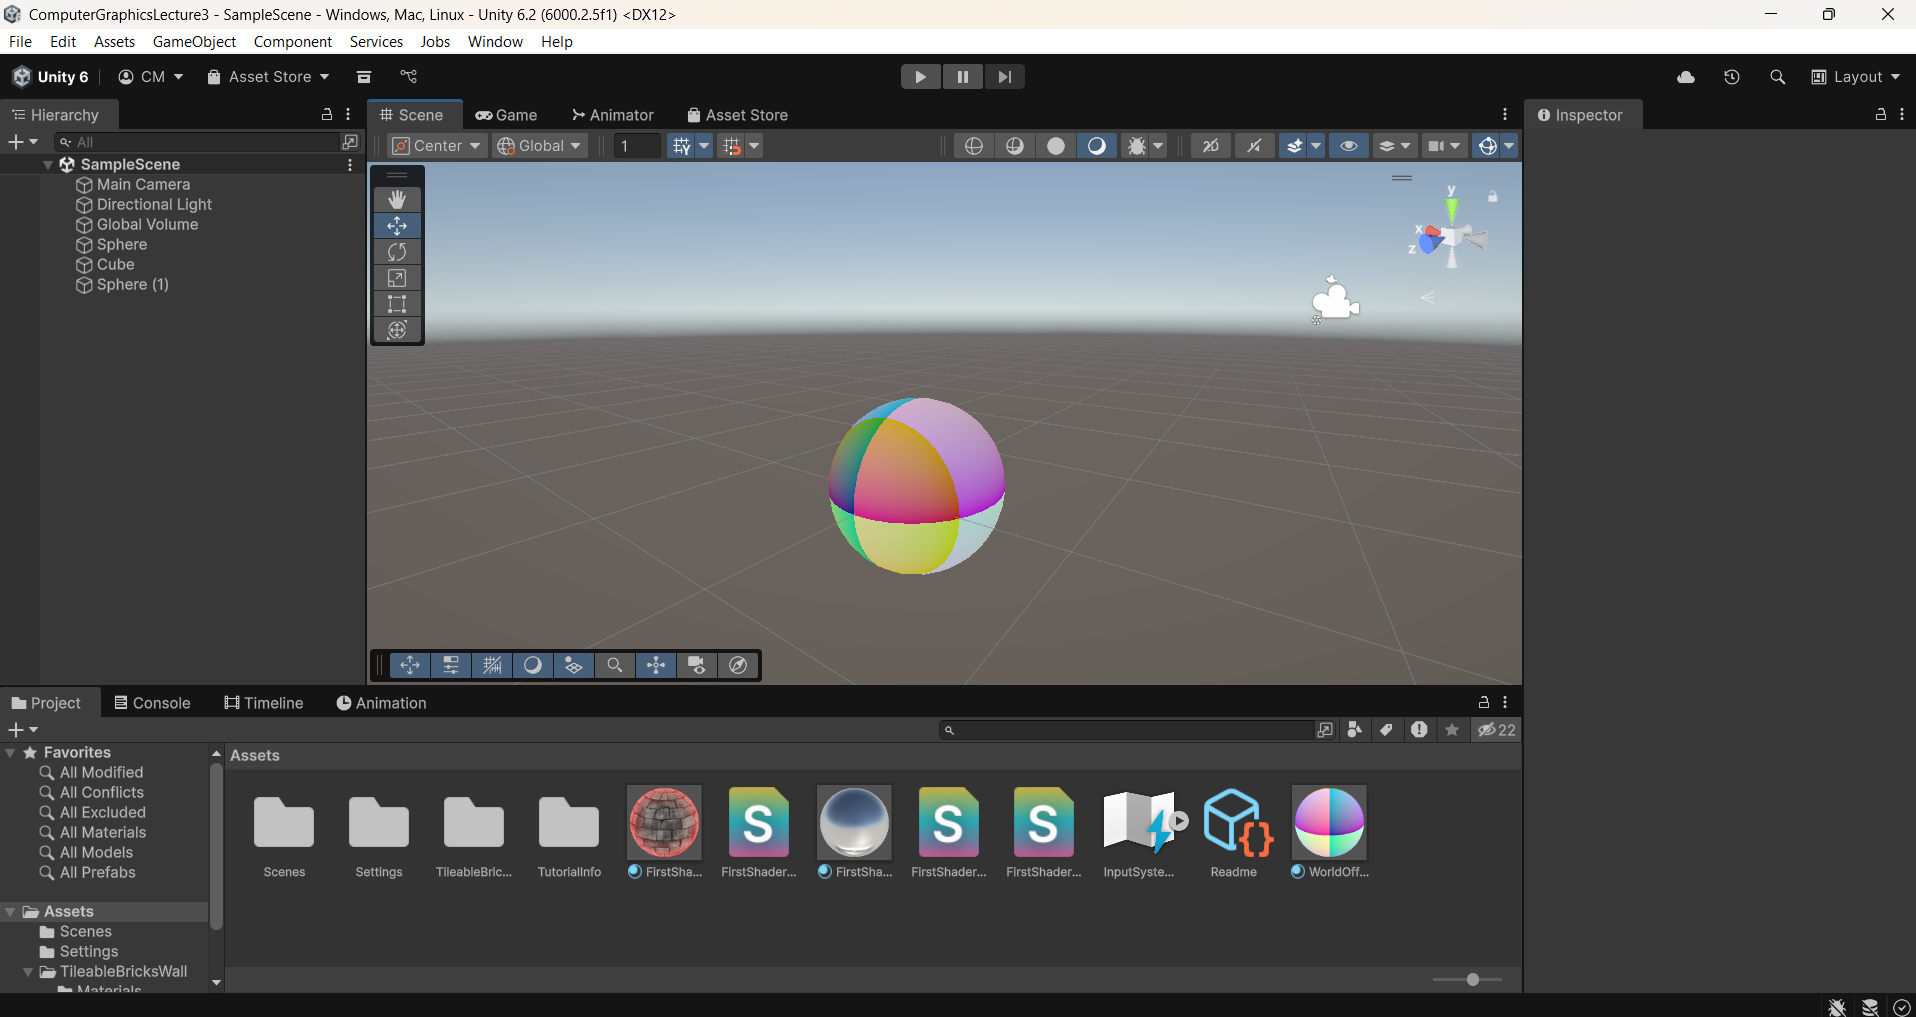 ComputerGraphicsLecture3 - SampleScene - Windows, Mac, Linux - Unity 6.2 (6000.2.5f1) <DX12>
File Edit Assets GameObject Component Services Jobs Window Help
Unity 6 CM Asset Store Layout
Hierarchy
All
SampleScene
Main Camera
Directional Light
Global Volume
Sphere
Cube
Sphere (1)
Scene Game Animator Asset Store
Center Global 1 2D
y
x
z
Inspector
Project Console Timeline Animation
22
Favorites
All Modified
All Conflicts
All Excluded
All Materials
All Models
All Prefabs
Assets
Scenes
Settings
TileableBricksWall
Materials
Assets
Scenes Settings TileableBric... TutorialInfo FirstSha... FirstShader... FirstSha... FirstShader... FirstShader... InputSyste... Readme WorldOff...